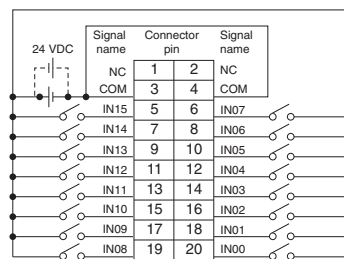 Signal name Connector pin Signal name
24 VDC
NC 1 2 NC
COM 3 4 COM
IN15 5 6 IN07
IN14 7 8 IN06
IN13 9 10 IN05
IN12 11 12 IN04
IN11 13 14 IN03
IN10 15 16 IN02
IN09 17 18 IN01
IN08 19 20 IN00